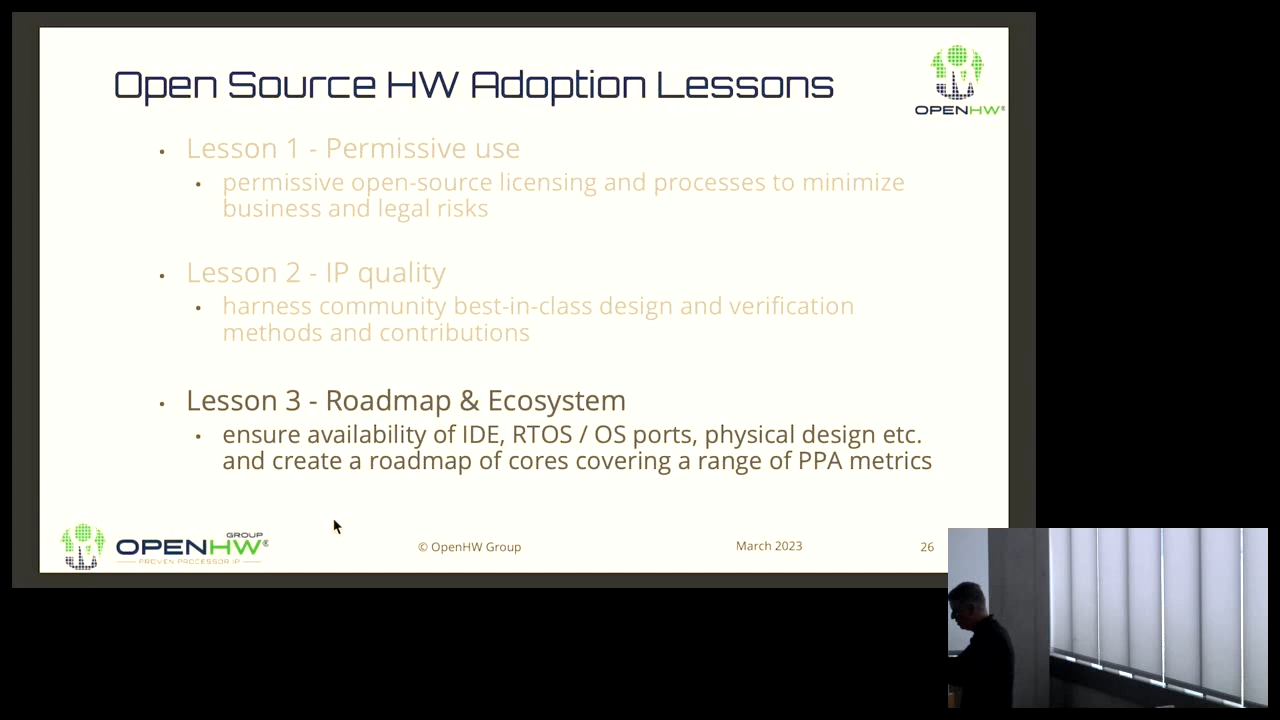 Open Source HW Adoption Lessons
OPENHW®
• Lesson 1 - Permissive use
• permissive open-source licensing and processes to minimize
business and legal risks
• Lesson 2 - IP quality
• harness community best-in-class design and verification
methods and contributions
• Lesson 3 - Roadmap & Ecosystem
• ensure availability of IDE, RTOS / OS ports, physical design etc.
and create a roadmap of cores covering a range of PPA metrics
GROUP
OPENHW®
PROVEN PROCESSOR IP
© OpenHW Group
March 2023
26